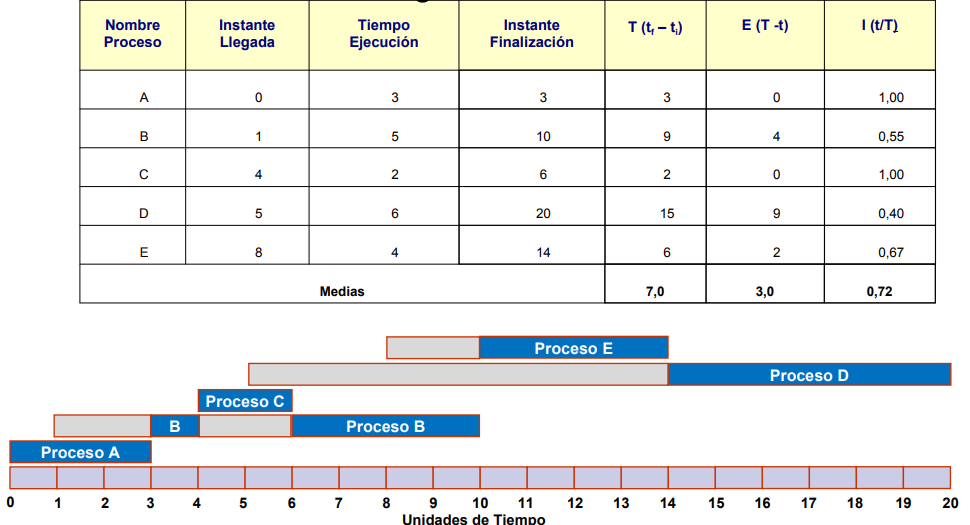 Nombre Proceso Instante Llegada Tiempo Ejecución Instante Finalización T (tf – ti) E (T -t) I (t/T)
A 0 3 3 3 0 1,00
B 1 5 10 9 4 0,55
C 4 2 6 2 0 1,00
D 5 6 20 15 9 0,40
E 8 4 14 6 2 0,67
Medias 7,0 3,0 0,72
Proceso E
Proceso D
Proceso C
B Proceso B
Proceso A
0 1 2 3 4 5 6 7 8 9 10 11 12 13 14 15 16 17 18 19 20
Unidades de Tiempo